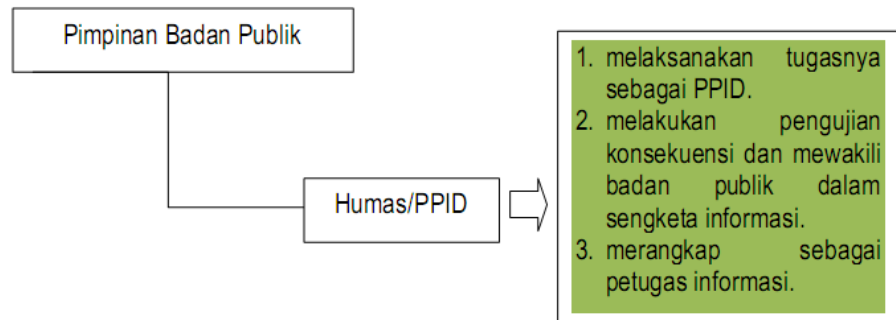 Pimpinan Badan Publik
Humas/PPID
1. melaksanakan tugasnya
sebagai PPID.
2. melakukan pengujian
konsekuensi dan mewakili
badan publik dalam
sengketa informasi.
3. merangkap sebagai
petugas informasi.